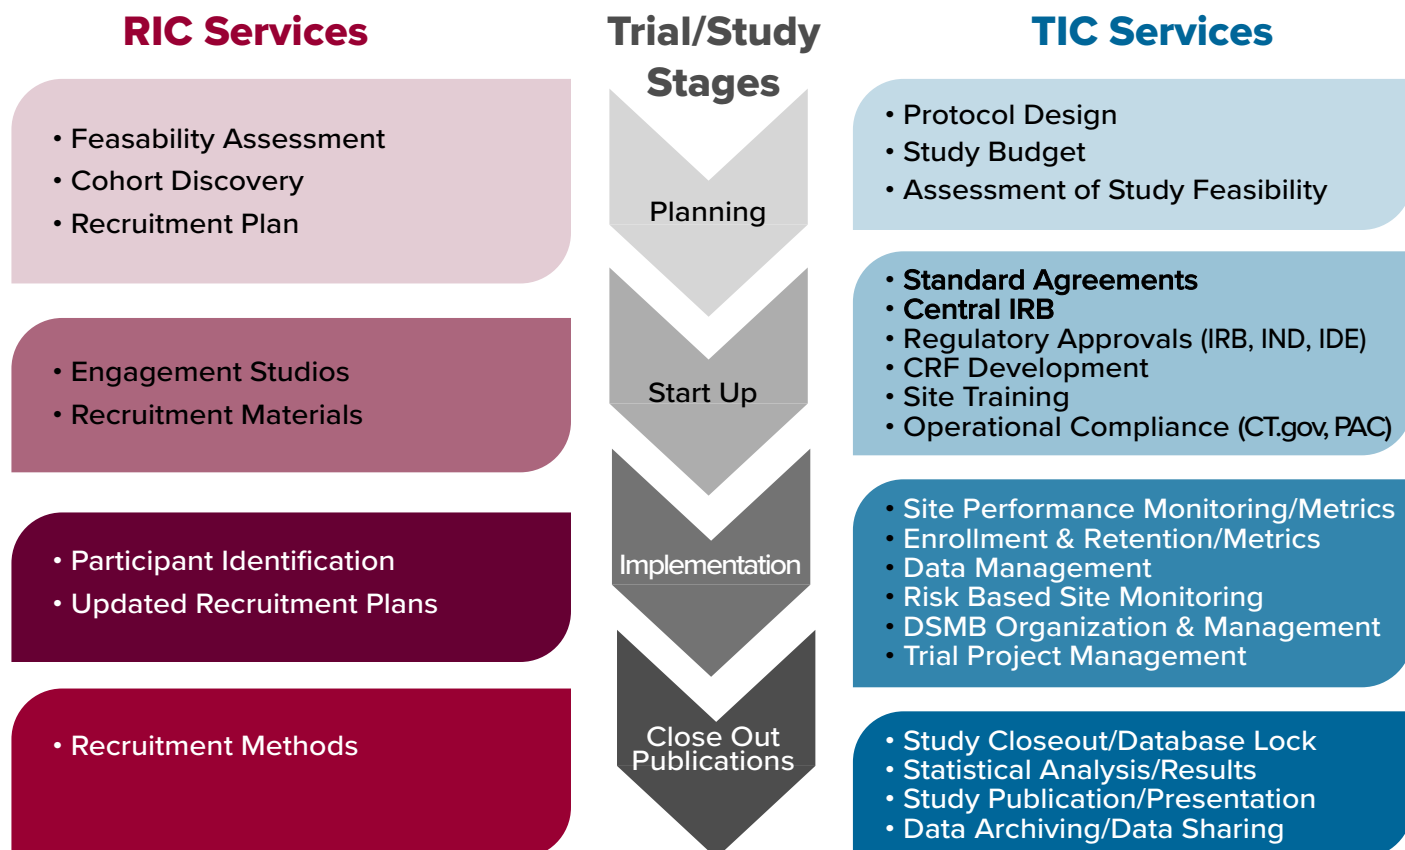 RIC Services
• Feasability Assessment
• Cohort Discovery
• Recruitment Plan
• Engagement Studios
• Recruitment Materials
• Participant Identification
• Updated Recruitment Plans
• Recruitment Methods
Trial/Study
Stages
Planning
Start Up
Implementation
Close Out
Publications
TIC Services
• Protocol Design
• Study Budget
• Assessment of Study Feasibility
• Standard Agreements
• Central IRB
• Regulatory Approvals (IRB, IND, IDE)
• CRF Development
• Site Training
• Operational Compliance (CT.gov, PAC)
• Site Performance Monitoring/Metrics
• Enrollment & Retention/Metrics
• Data Management
• Risk Based Site Monitoring
• DSMB Organization & Management
• Trial Project Management
• Study Closeout/Database Lock
• Statistical Analysis/Results
• Study Publication/Presentation
• Data Archiving/Data Sharing